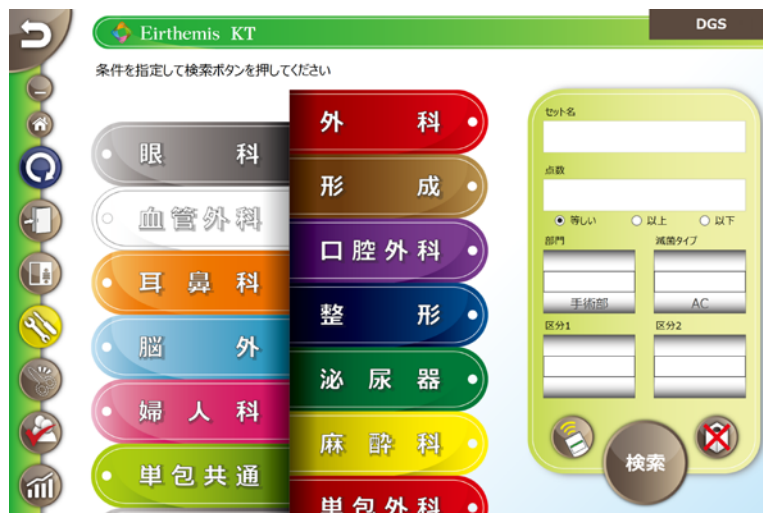 Eirthemis KT
DGS
条件を指定して検索ボタンを押してください
眼科
血管外科
耳鼻科
脳外
婦人科
単包共通
外科
形成
口腔外科
整形
泌尿器
麻酔科
単包外科
セット名
点数
等しい 以上 以下
部門 滅菌タイプ
手術部 AC
区分1 区分2
検索